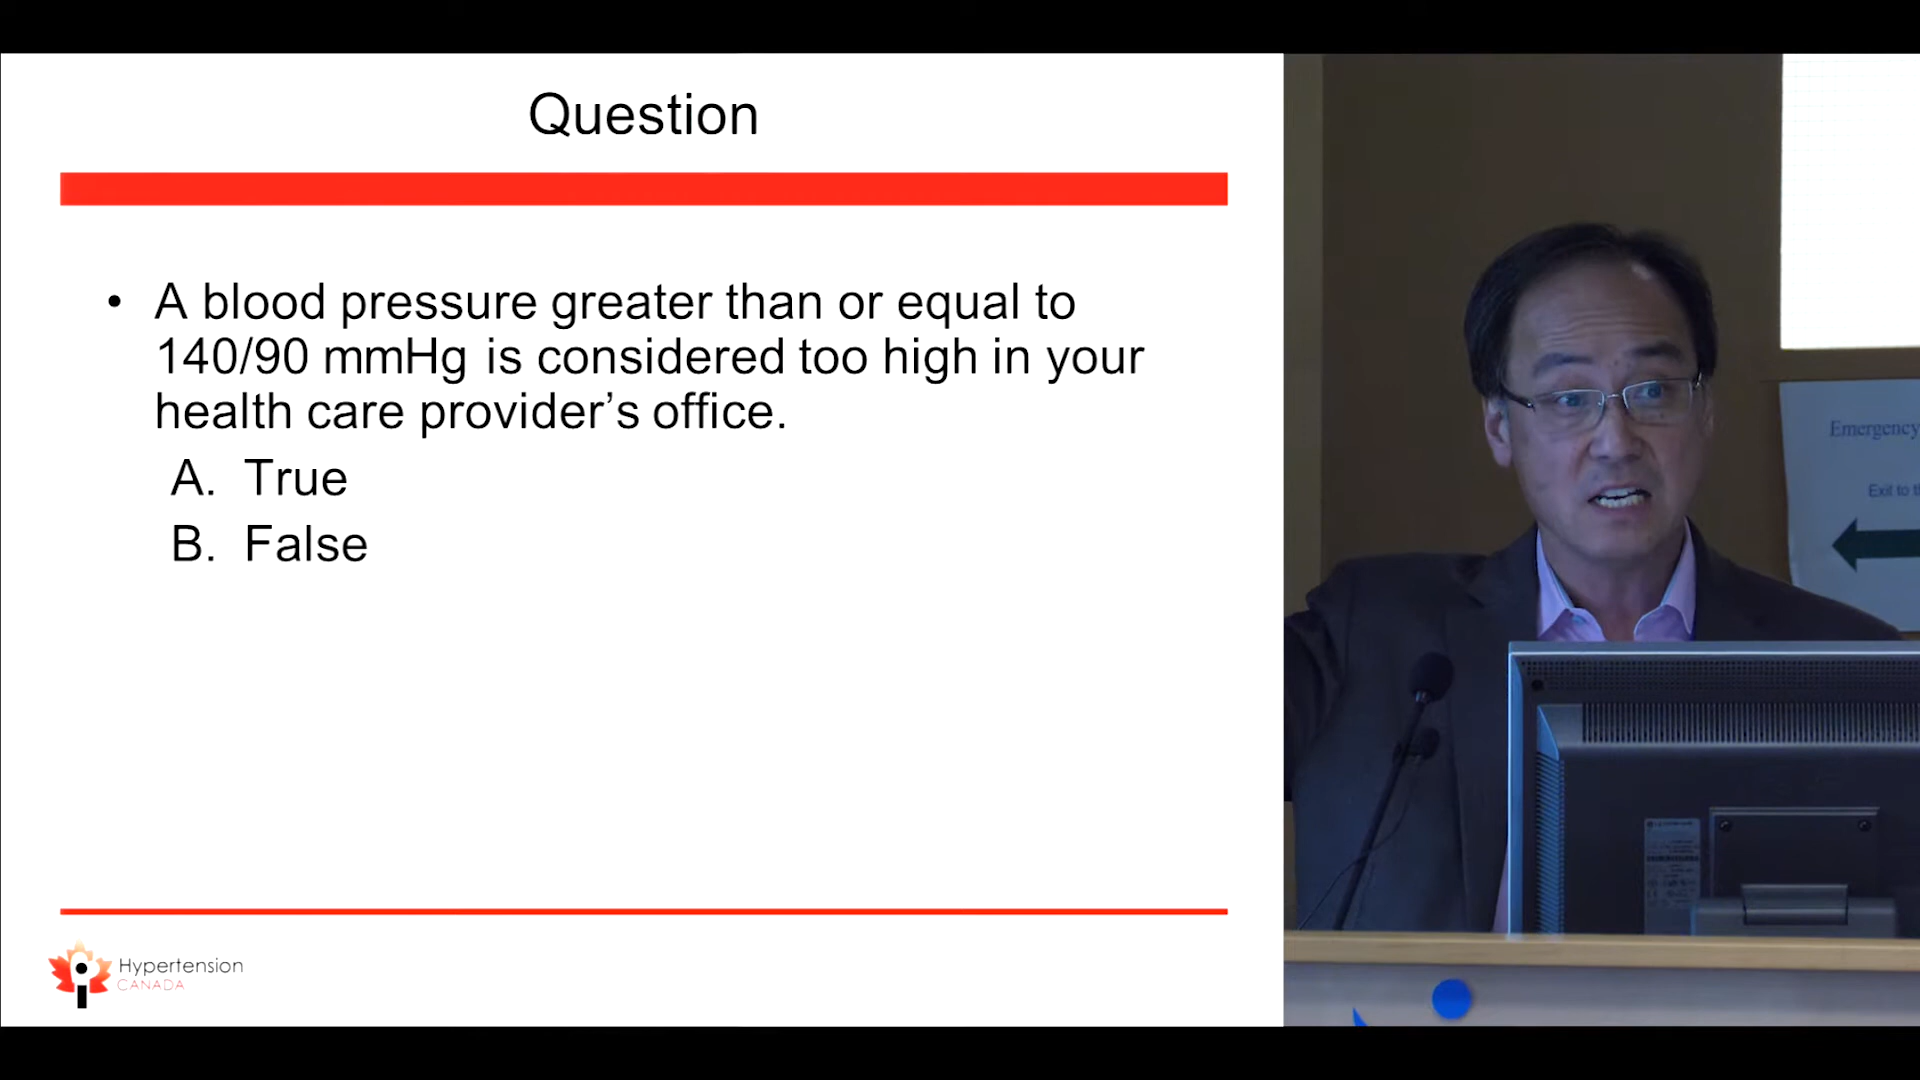 Question
• A blood pressure greater than or equal to
140/90 mmHg is considered too high in your
health care provider’s office.
A. True
B. False
Hypertension
CANADA
Emergency
Exit to